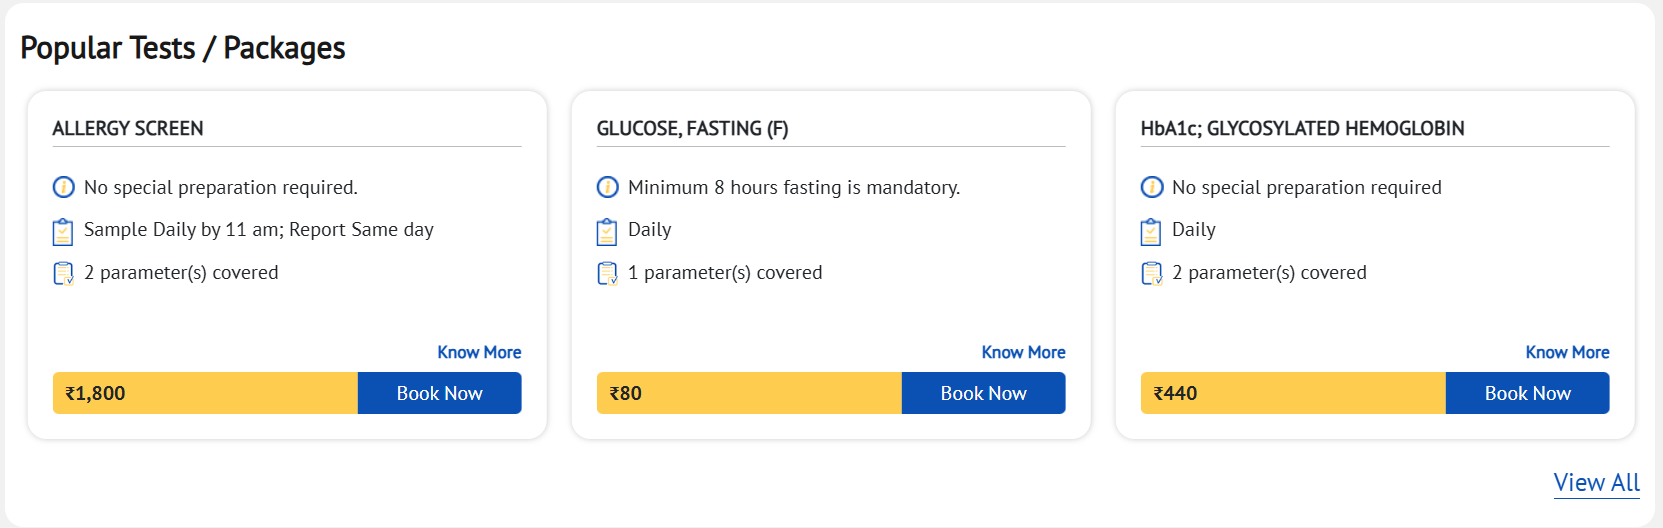 Popular Tests / Packages
ALLERGY SCREEN
No special preparation required.
Sample Daily by 11 am; Report Same day
2 parameter(s) covered
Know More
₹1,800
Book Now
GLUCOSE, FASTING (F)
Minimum 8 hours fasting is mandatory.
Daily
1 parameter(s) covered
Know More
₹80
Book Now
HbA1c; GLYCOSYLATED HEMOGLOBIN
No special preparation required
Daily
2 parameter(s) covered
Know More
₹440
Book Now
View All